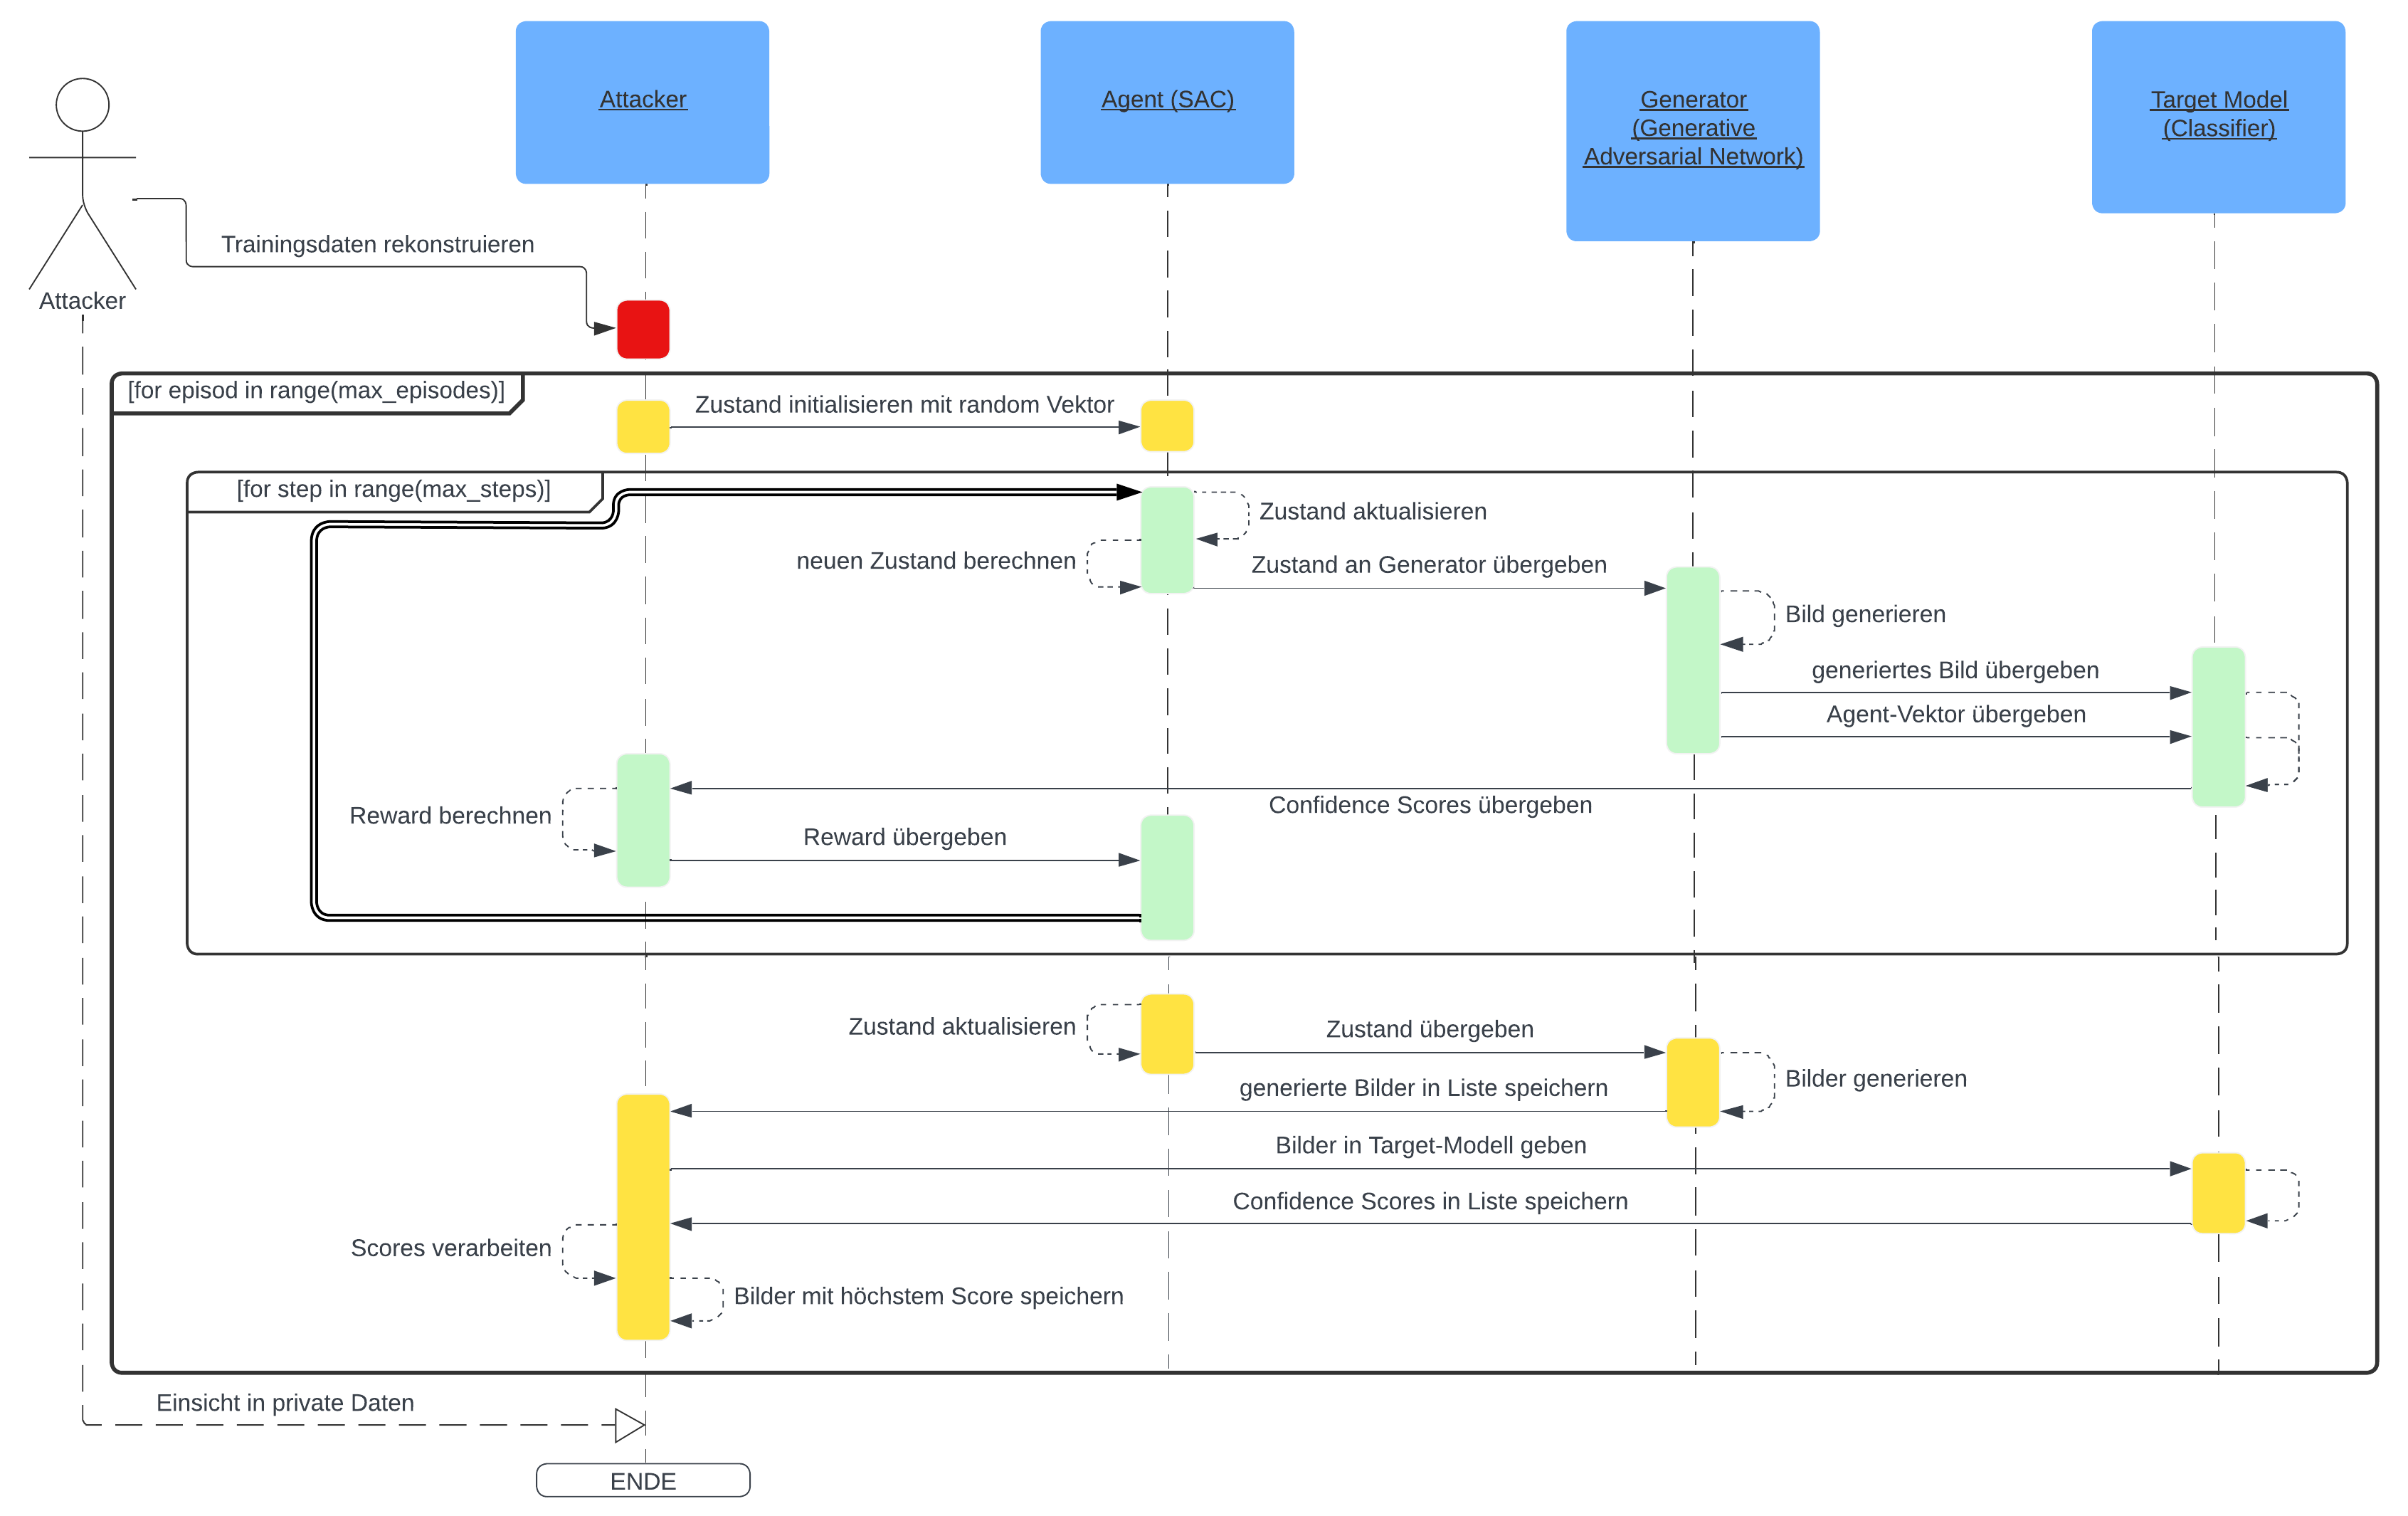 Attacker
Agent (SAC)
Generator
(Generative
Adversarial Network)
Target Model
(Classifier)
Trainingsdaten rekonstruieren
Attacker
[for episod in range(max_episodes)]
Zustand initialisieren mit random Vektor
[for step in range(max_steps)]
Zustand aktualisieren
neuen Zustand berechnen
Zustand an Generator übergeben
Bild generieren
generiertes Bild übergeben
Agent-Vektor übergeben
Confidence Scores übergeben
Reward berechnen
Reward übergeben
Zustand aktualisieren
Zustand übergeben
Bilder generieren
generierte Bilder in Liste speichern
Bilder in Target-Modell geben
Confidence Scores in Liste speichern
Scores verarbeiten
Bilder mit höchstem Score speichern
Einsicht in private Daten
ENDE